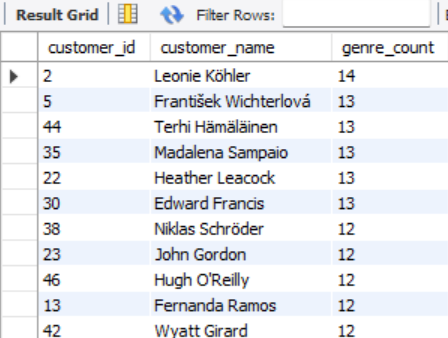 Result Grid Filter Rows:
customer_id customer_name genre_count
2 Leonie Köhler 14
5 František Wichterlová 13
44 Terhi Hämäläinen 13
35 Madalena Sampaio 13
22 Heather Leacock 13
30 Edward Francis 13
38 Niklas Schröder 12
23 John Gordon 12
46 Hugh O'Reilly 12
13 Fernanda Ramos 12
42 Wyatt Girard 12